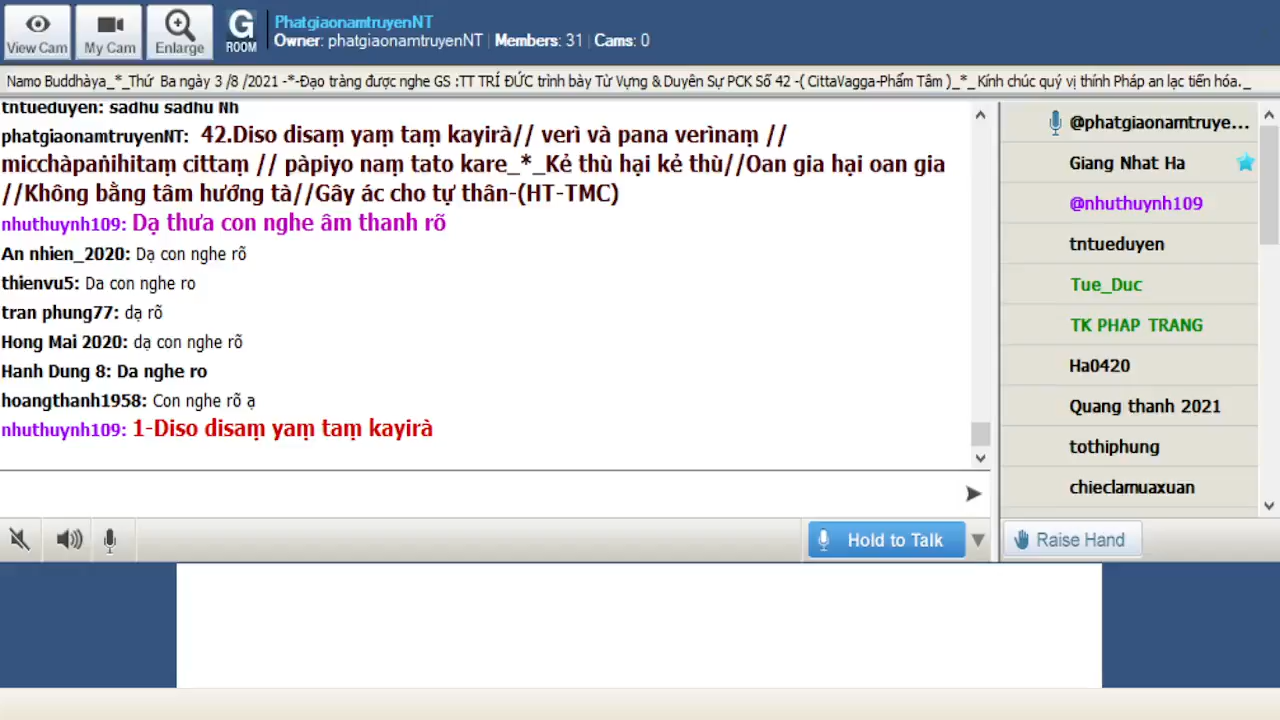 View Cam
My Cam
Enlarge
G
ROOM
PhatgiaonamtruyenNT
Owner: phatgiaonamtruyenNT | Members: 31 | Cams: 0
Namo Buddhàya_*_Thứ Ba ngày 3 /8 /2021 -*-Đạo tràng được nghe GS :TT TRÍ ĐỨC trình bày Từ Vựng & Duyên Sự PCK Số 42 -( CittaVagga-Phẩm Tâm )_*_ Kính chúc quý vị thính Pháp an lạc tiến hóa._
tntueduyen: sadhu sadhu Nh
phatgiaonamtruyenNT: 42.Diso disaṃ yaṃ taṃ kayirà// verì và pana verìnaṃ //
micchàpaṅihitaṃ cittaṃ // pàpiyo naṃ tato kare_*_Kẻ thù hại kẻ thù//Oan gia hại oan gia
//Không bằng tâm hướng tà//Gây ác cho tự thân-(HT-TMC)
nhuthuynh109: Dạ thưa con nghe âm thanh rõ
An nhien_2020: Dạ con nghe rõ
thienvu5: Da con nghe ro
tran phung77: dạ rõ
Hong Mai 2020: dạ con nghe rõ
Hanh Dung 8: Da nghe ro
hoangthanh1958: Con nghe rõ ạ
nhuthuynh109: 1-Diso disaṃ yaṃ taṃ kayirà
@phatgiaonamtruye...
Giang Nhat Ha
@nhuthuynh109
tntueduyen
Tue_Duc
TK PHAP TRANG
Ha0420
Quang thanh 2021
tothiphung
chieclamuaxuan
Hold to Talk
Raise Hand